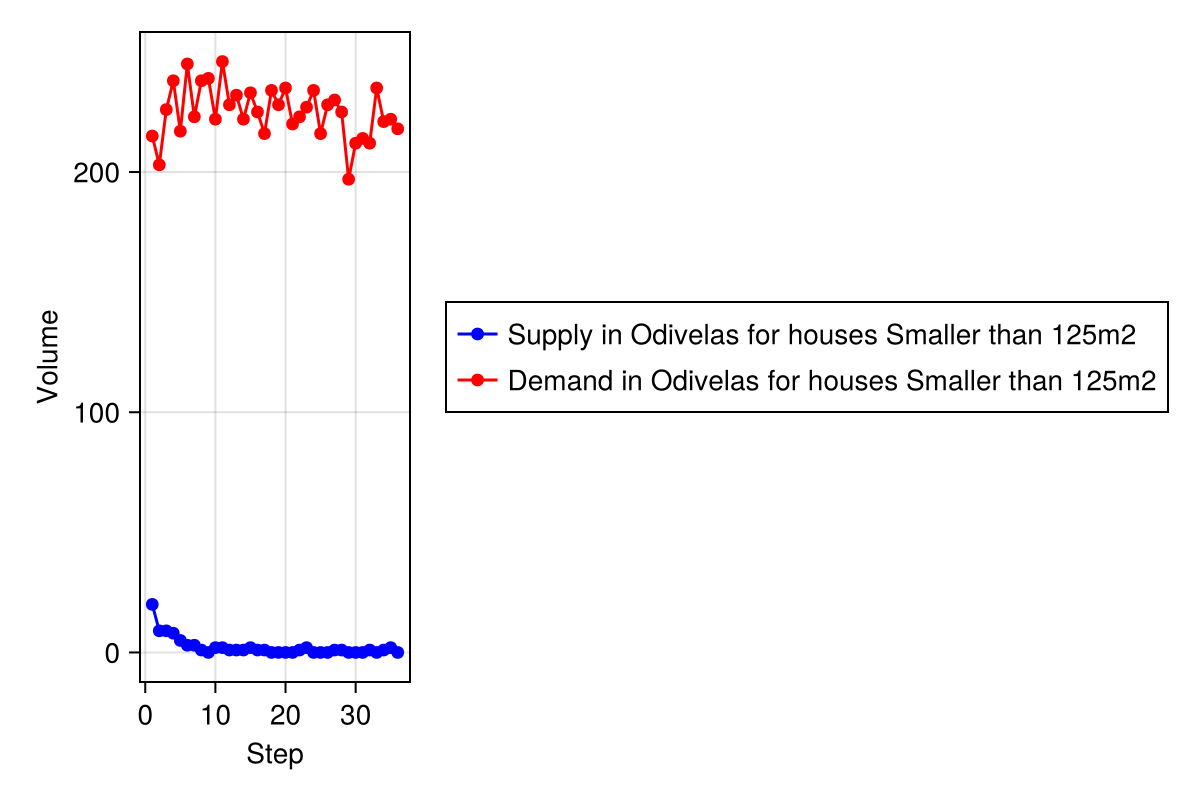 200
100
0
Volume
0 10 20 30
Step
Supply in Odivelas for houses Smaller than 125m2
Demand in Odivelas for houses Smaller than 125m2